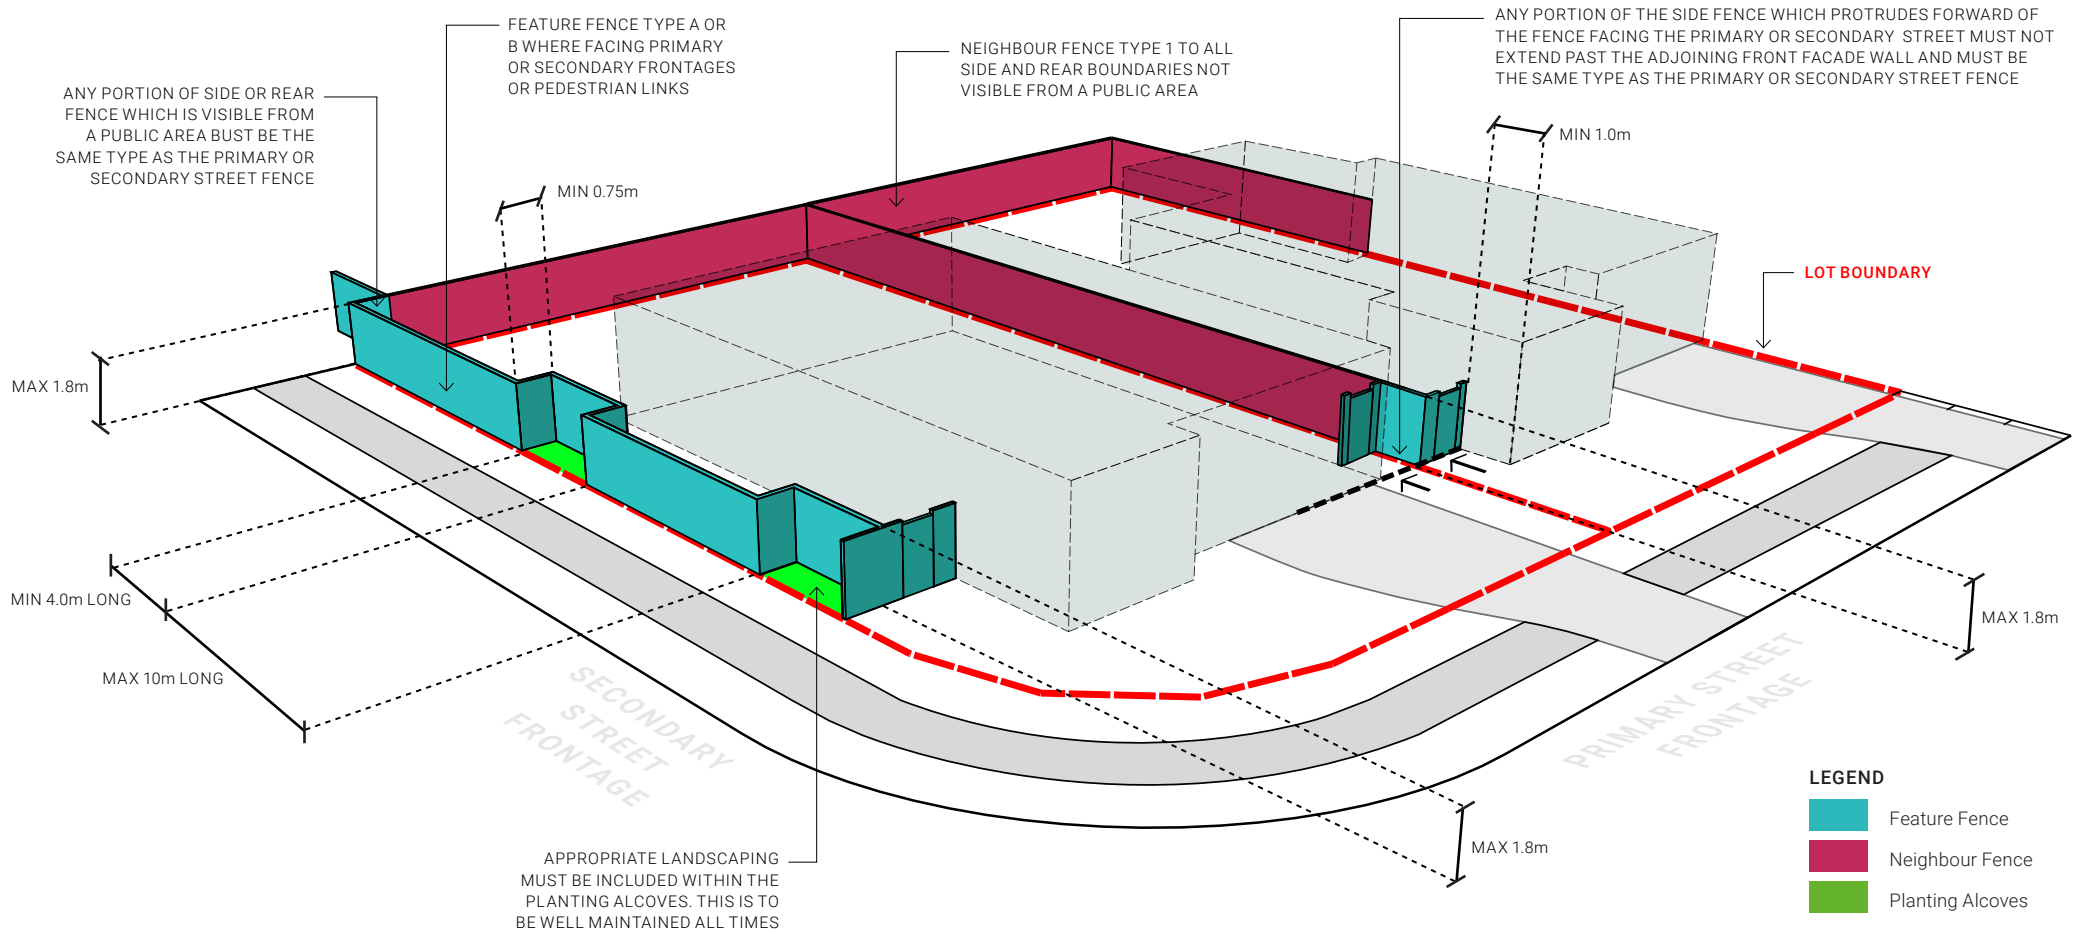 FEATURE FENCE TYPE A OR
B WHERE FACING PRIMARY
OR SECONDARY FRONTAGES
OR PEDESTRIAN LINKS
NEIGHBOUR FENCE TYPE 1 TO ALL
SIDE AND REAR BOUNDARIES NOT
VISIBLE FROM A PUBLIC AREA
ANY PORTION OF THE SIDE FENCE WHICH PROTRUDES FORWARD OF
THE FENCE FACING THE PRIMARY OR SECONDARY STREET MUST NOT
EXTEND PAST THE ADJOINING FRONT FACADE WALL AND MUST BE
THE SAME TYPE AS THE PRIMARY OR SECONDARY STREET FENCE
ANY PORTION OF SIDE OR REAR
FENCE WHICH IS VISIBLE FROM
A PUBLIC AREA BUST BE THE
SAME TYPE AS THE PRIMARY OR
SECONDARY STREET FENCE
MIN 1.0m
MIN 0.75m
LOT BOUNDARY
MAX 1.8m
MIN 4.0m LONG
MAX 10m LONG
MAX 1.8m
SECONDARY
STREET
FRONTAGE
PRIMARY STREET
FRONTAGE
MAX 1.8m
APPROPRIATE LANDSCAPING
MUST BE INCLUDED WITHIN THE
PLANTING ALCOVES. THIS IS TO
BE WELL MAINTAINED ALL TIMES
LEGEND
Feature Fence
Neighbour Fence
Planting Alcoves